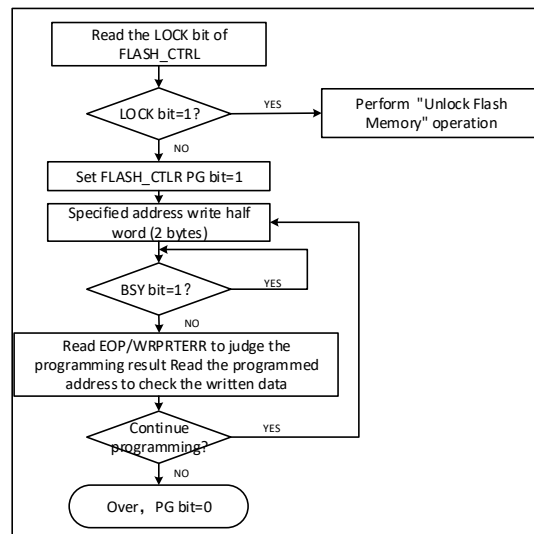 Read the LOCK bit of
FLASH_CTRL
LOCK bit=1?
YES
Perform "Unlock Flash
Memory" operation
NO
Set FLASH_CTLR PG bit=1
Specified address write half
word (2 bytes)
BSY bit=1?
YES
NO
Read EOP/WRPRTERR to judge the
programming result Read the programmed
address to check the written data
Continue
programming?
YES
NO
Over, PG bit=0